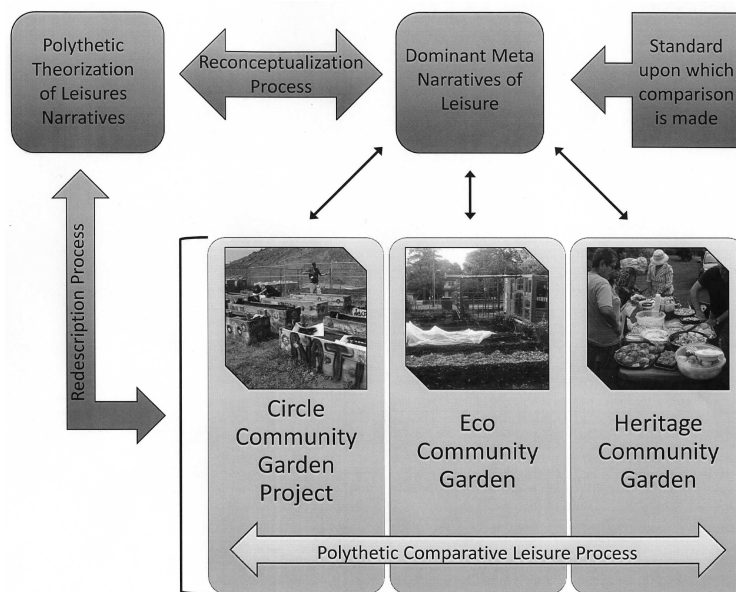 Polythetic
Theorization
of Leisures
Narratives
Reconceptualization
Process
Dominant Meta
Narratives of
Leisure
Standard
upon which
comparison
is made
Redescription Process
Circle
Community
Garden
Project
Eco
Community
Garden
Heritage
Community
Garden
Polythetic Comparative Leisure Process